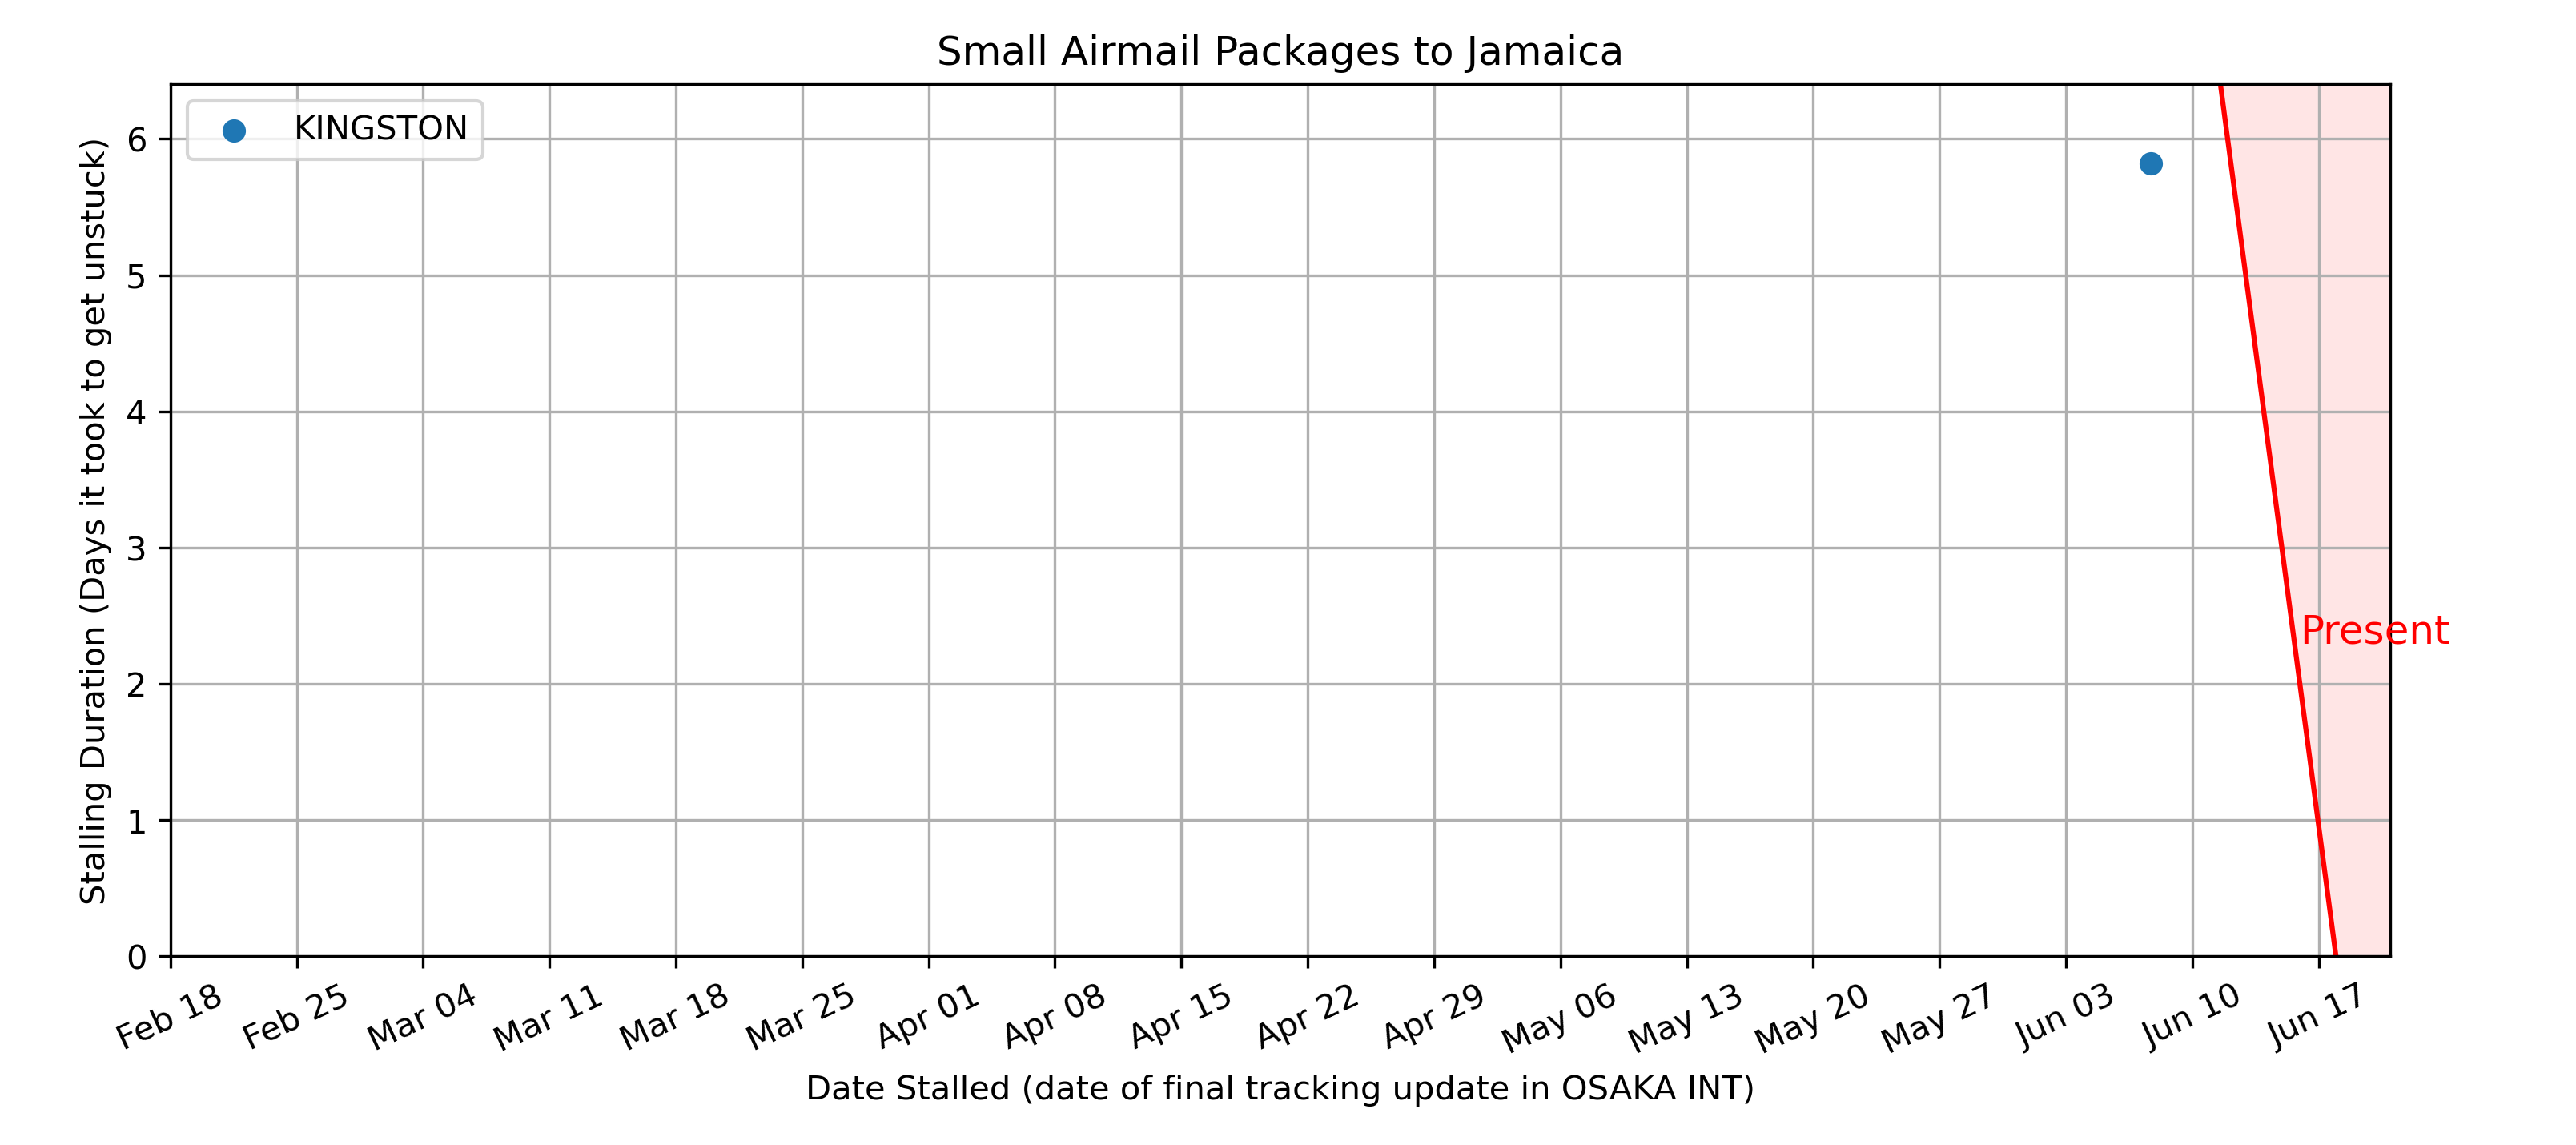 Small Airmail Packages to Jamaica
KINGSTON
Stalling Duration (Days it took to get unstuck)
6
5
4
3
2
1
0
Present
Feb 18
Feb 25
Mar 04
Mar 11
Mar 18
Mar 25
Apr 01
Apr 08
Apr 15
Apr 22
Apr 29
May 06
May 13
May 20
May 27
Jun 03
Jun 10
Jun 17
Date Stalled (date of final tracking update in OSAKA INT)